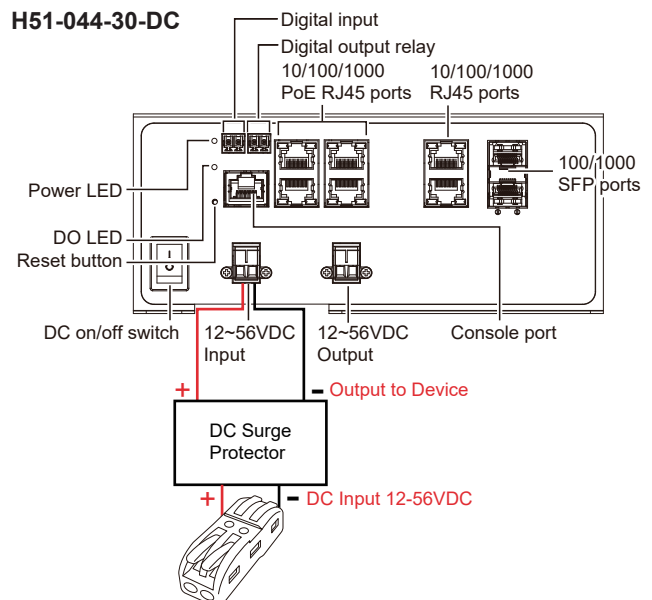 H51-044-30-DC
Digital input
Digital output relay
10/100/1000
PoE RJ45 ports
10/100/1000
RJ45 ports
100/1000
SFP ports
Power LED
DO LED
Reset button
DC on/off switch
12~56VDC
Input
12~56VDC
Output
Console port
+
- Output to Device
DC Surge
Protector
+
- DC Input 12-56VDC